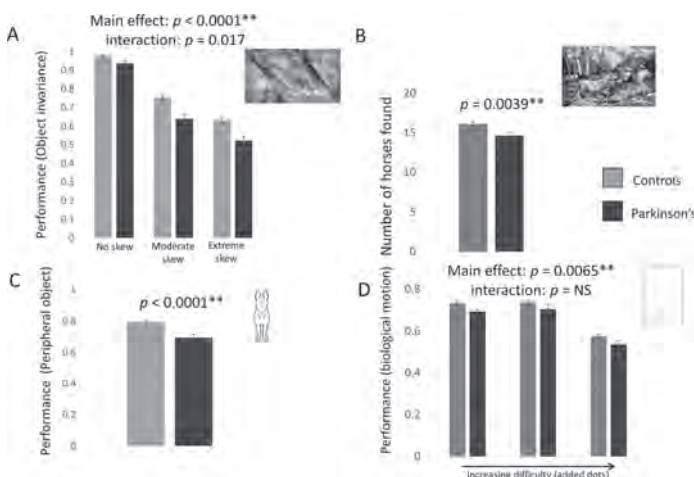 A
Main effect: p < 0.0001**
interaction: p = 0.017
Performance (Object invariance)
1
0.9
0.8
0.7
0.6
0.5
0.4
0.3
0.2
0.1
0
No skew
Moderate
skew
Extreme skew
B
p = 0.0039**
Number of horses found
20
15
10
5
0
Controls
Parkinson's
C
p < 0.0001**
Performance (Peripheral object)
1
0.8
0.6
0.4
0.2
0
D
Main effect: p = 0.0065**
interaction: p = NS
Performance (biological motion)
0.8
0.6
0.4
0.2
0
Increasing difficulty (added dots)